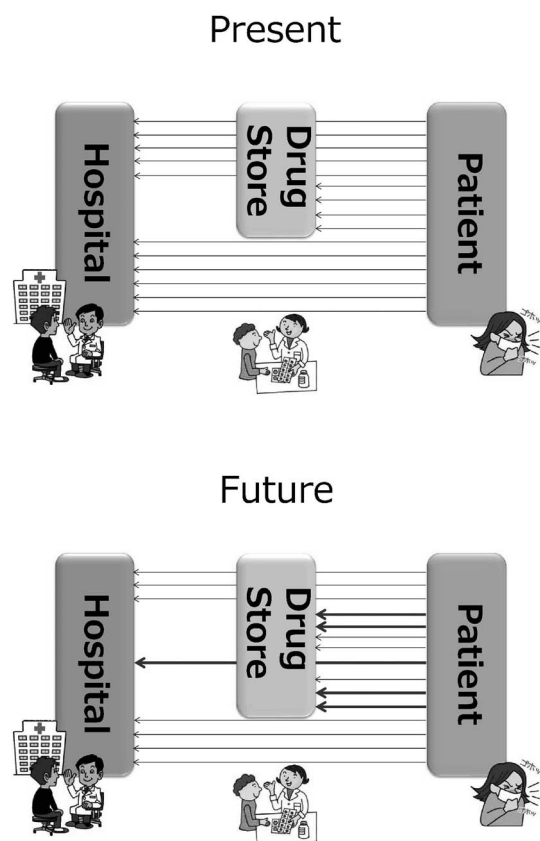 Present
Hospital
Drug
Store
Patient
Future
Hospital
Drug
Store
Patient